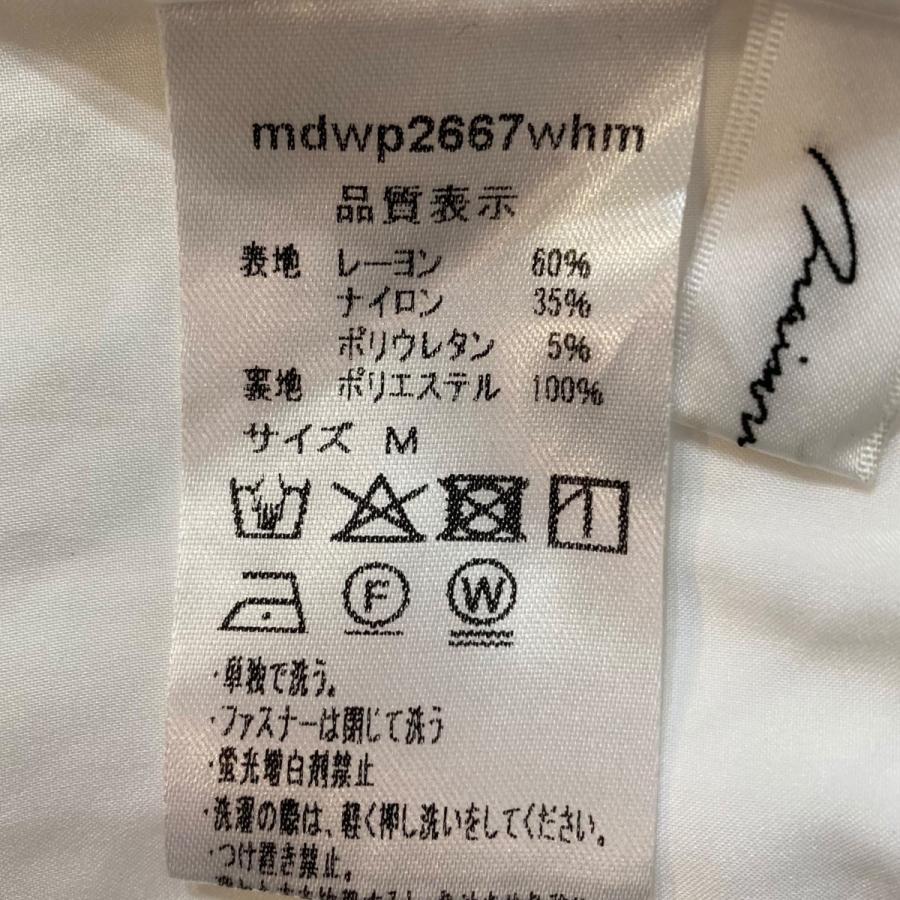 mdwp2667whm
品質表示
表地 レーヨン 60%
ナイロン 35%
ポリウレタン 5%
裏地 ポリエステル 100%
サイズ M
F W
・単独で洗う。
・ファスナーは閉じて洗う
・蛍光増白剤禁止
・洗濯の際は、軽く押し洗いをしてください。
・つけ置き禁止。